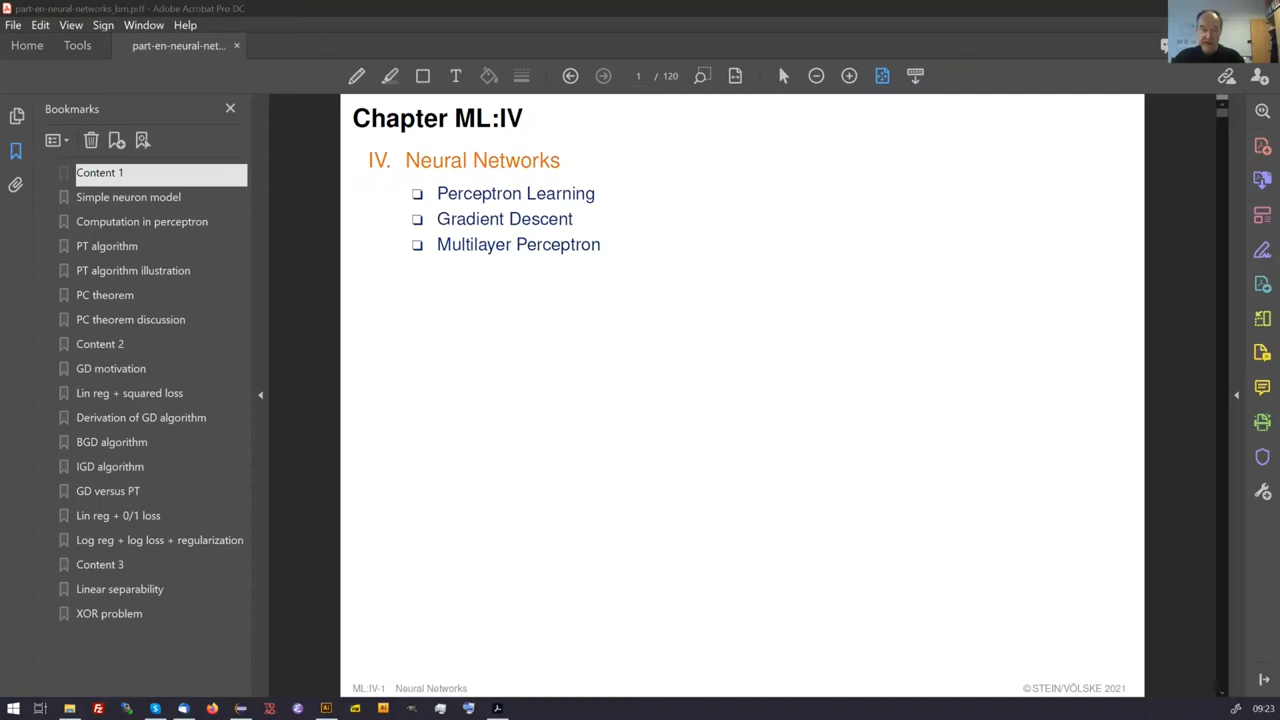 part-en-neural-networks_bm.pdf - Adobe Acrobat Pro DC
File Edit View Sign Window Help
Home Tools part-en-neural-net... ×
1 / 120
Bookmarks
Content 1
Simple neuron model
Computation in perceptron
PT algorithm
PT algorithm illustration
PC theorem
PC theorem discussion
Content 2
GD motivation
Lin reg + squared loss
Derivation of GD algorithm
BGD algorithm
IGD algorithm
GD versus PT
Lin reg + 0/1 loss
Log reg + log loss + regularization
Content 3
Linear separability
XOR problem
Chapter ML:IV
IV. Neural Networks
❑ Perceptron Learning
❑ Gradient Descent
❑ Multilayer Perceptron
ML:IV-1 Neural Networks
©STEIN/VÖLSKE 2021
09:23